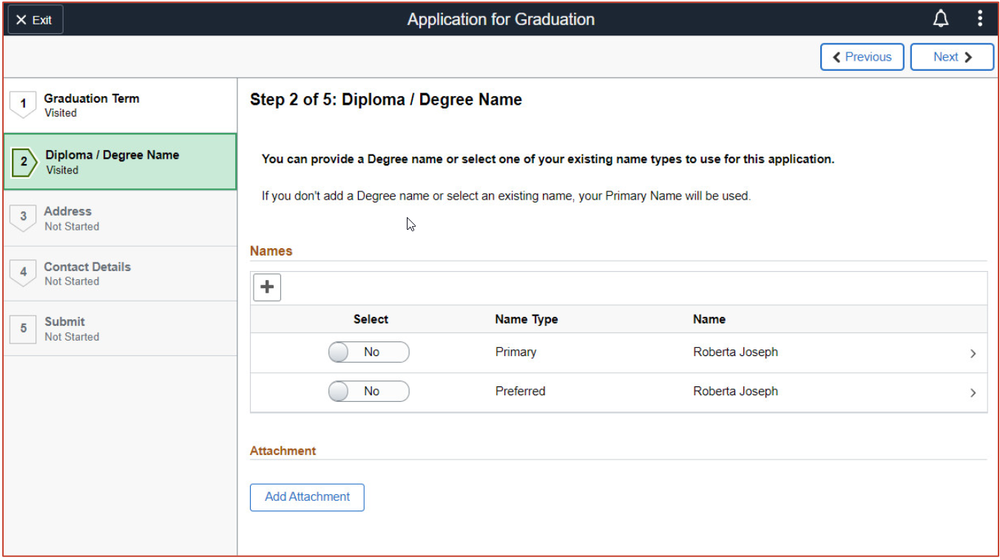 Exit
Application for Graduation
Previous
Next
1
Graduation Term
Visited
2
Diploma / Degree Name
Visited
3
Address
Not Started
4
Contact Details
Not Started
5
Submit
Not Started
Step 2 of 5: Diploma / Degree Name
You can provide a Degree name or select one of your existing name types to use for this application.
If you don't add a Degree name or select an existing name, your Primary Name will be used.
Names
Select Name Type Name
No Primary Roberta Joseph
No Preferred Roberta Joseph
Attachment
Add Attachment